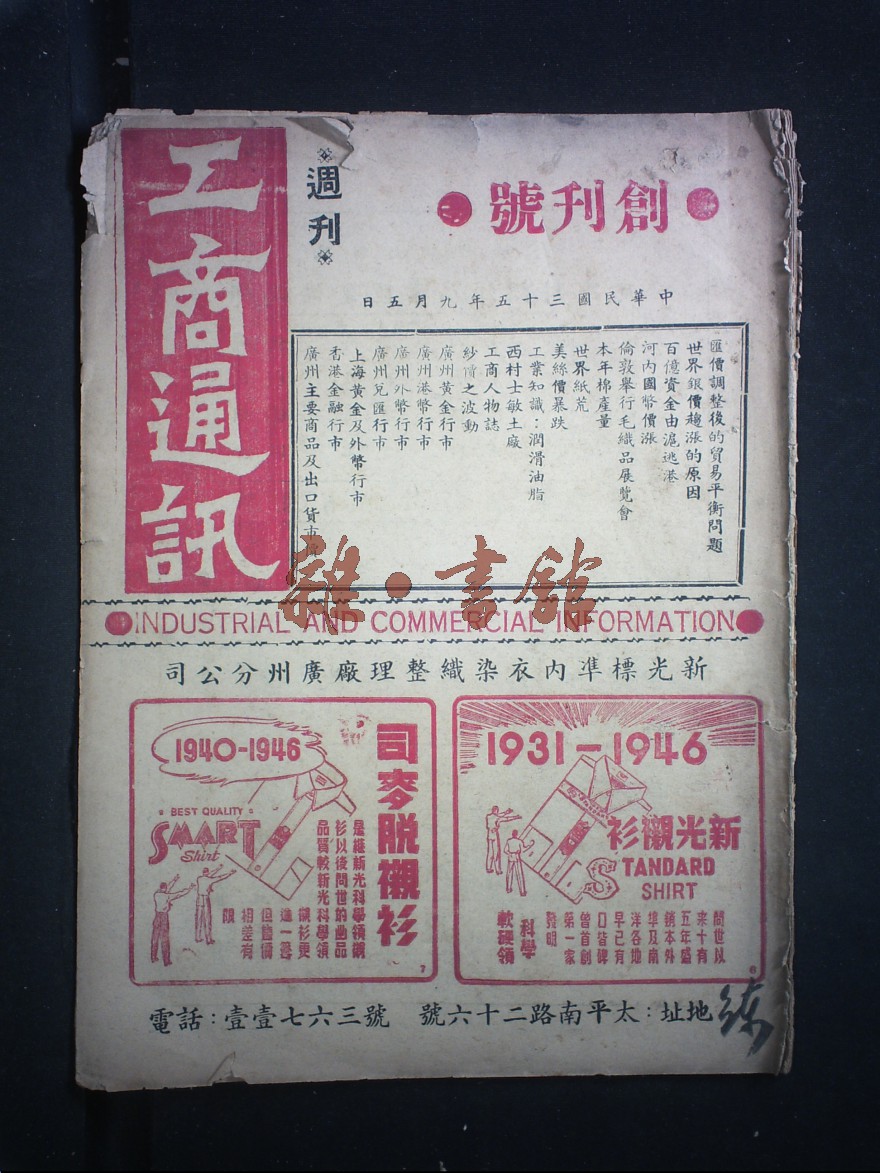 工商通訊
週刊
創刊號
中華民國三十五年九月五日
匯價調整後的貿易平衡問題
世界銀價趨漲的原因
百億資金由滬逃港
河內國幣價漲
倫敦舉行毛織品展覽會
本年棉產量
世界紙荒
美絲價暴跌
工業知識：潤滑油脂
西村士敏土廠
工商人物誌
紗價之波動
廣州黃金行市
廣州港幣行市
廣州外幣行市
廣州兌匯行市
上海黃金及外幣行市
香港金融行市
廣州主要商品及出口貨市
雜·書館
INDUSTRIAL AND COMMERCIAL INFORMATION
新光標準內衣染織整理廠廣州分公司
1931-1946
新光襯衫
STANDARD
SHIRT
問世以
來十有
五年盛
銷本外
埠及南
洋各地
早已有
口皆碑
曾首創
第一家
發明
科學
軟硬領
6
1940-1946
司麥脫襯衫
BEST QUALITY
SMART
Shirt
是繼新光科學領襯
衫以後問世的出品
品質較新光科學領
襯衫更
進一籌
但售價
相差有
限
7
地址：太平南路二十六號
電話：壹壹七六三號